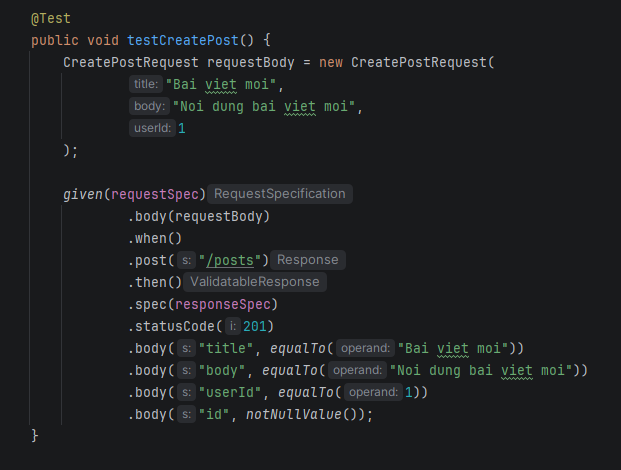 @Test
public void testCreatePost() {
CreatePostRequest requestBody = new CreatePostRequest(
title: "Bai viet moi",
body: "Noi dung bai viet moi",
userId: 1
);
given(requestSpec) RequestSpecification
.body(requestBody)
.when()
.post( s: "/posts") Response
.then() ValidatableResponse
.spec(responseSpec)
.statusCode( i: 201)
.body( s: "title", equalTo( operand: "Bai viet moi"))
.body( s: "body", equalTo( operand: "Noi dung bai viet moi"))
.body( s: "userId", equalTo( operand: 1))
.body( s: "id", notNullValue());
}